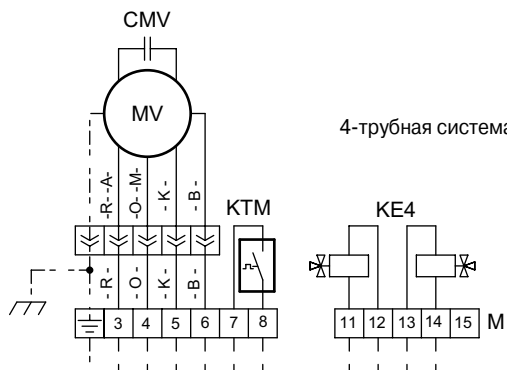 CMV
MV
4-трубная система
-R--A-
-O--M-
-K-
-B-
KTM
KE4
-R
-O
-K
-B
3 4 5 6 7 8
11 12 13 14 15 M